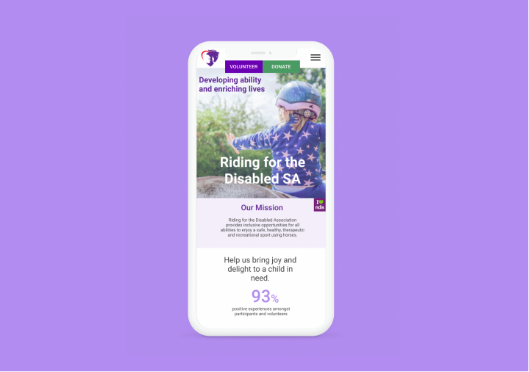 VOLUNTEER DONATE
Developing ability
and enriching lives
Riding for the
Disabled SA
I
nds
Our Mission
Riding for the Disabled Association
provides inclusive opportunities for all
abilities to enjoy a safe, healthy, therapeutic
and recreational sport using horses.
Help us bring joy and
delight to a child in
need.
93%
positive experiences amongst
participants and volunteers